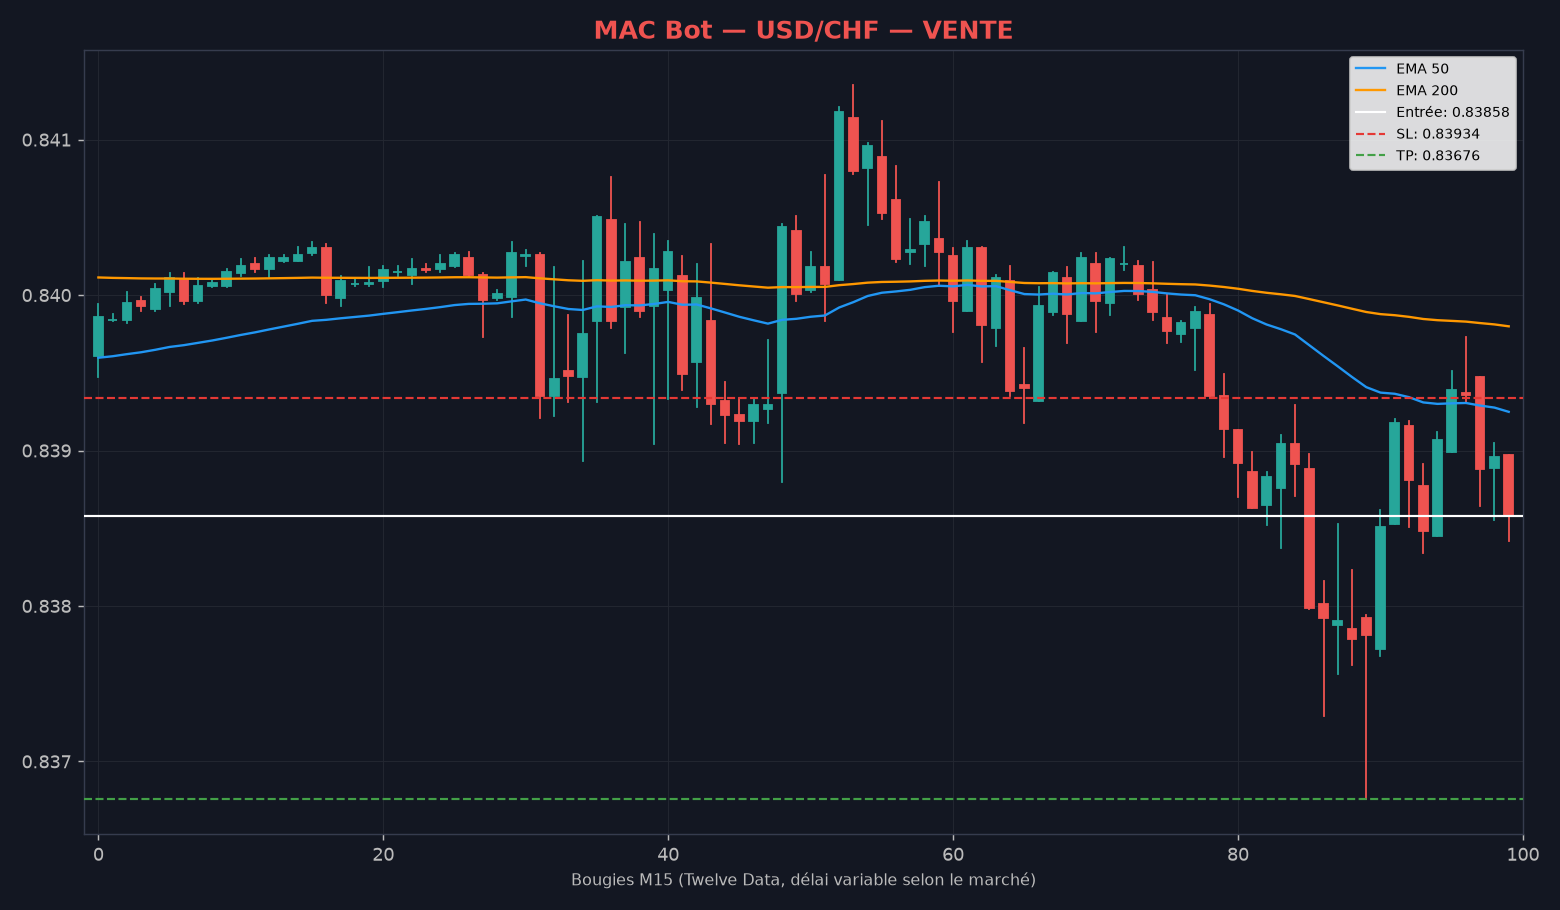 MAC Bot — USD/CHF — VENTE
EMA 50
EMA 200
Entrée: 0.83858
SL: 0.83934
TP: 0.83676
0.841
0.840
0.839
0.838
0.837
0 20 40 60 80 100
Bougies M15 (Twelve Data, délai variable selon le marché)